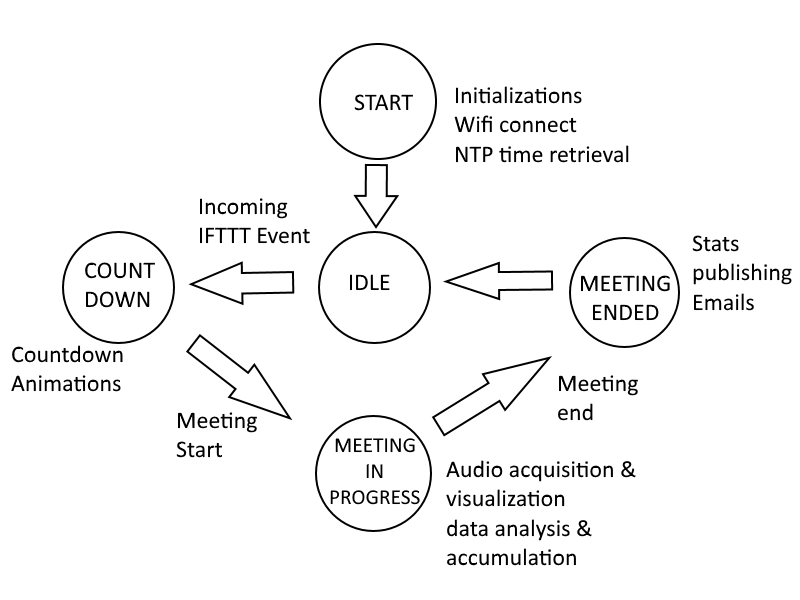 START
Initializations
Wifi connect
NTP time retrieval
Incoming
IFTTT Event
COUNT
DOWN
IDLE
MEETING
ENDED
Stats
publishing
Emails
Countdown
Animations
Meeting
Start
Meeting
end
MEETING
IN
PROGRESS
Audio acquisition &
visualization
data analysis &
accumulation